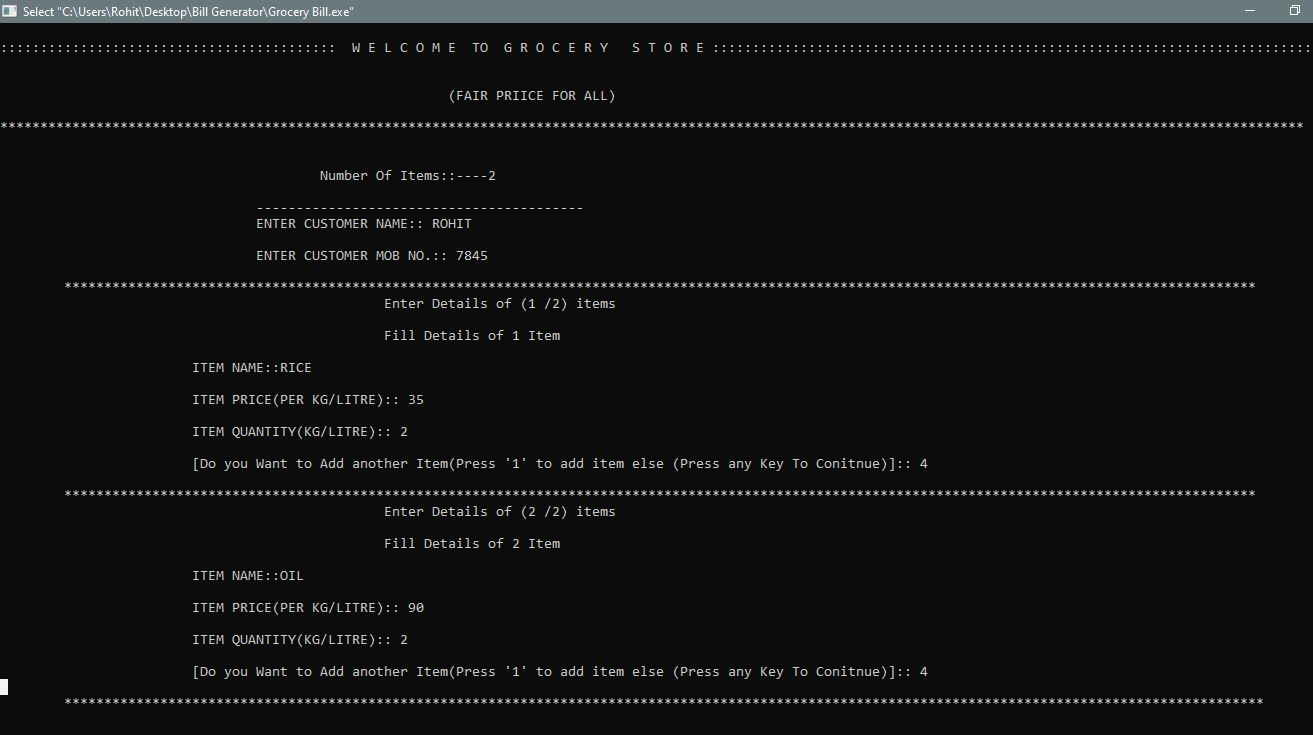 Select "C:\Users\Rohit\Desktop\Bill Generator\Grocery Bill.exe"
:::::::::::::::::::::::::::::::::::::::::: W E L C O M E  TO  G R O C E R Y   S T O R E :::::::::::::::::::::::::::::::::::::::::::::::::::::::::::::::::::::::::::
(FAIR PRIICE FOR ALL)
*******************************************************************************************************************************************************************
Number Of Items::----2
-----------------------------------------
ENTER CUSTOMER NAME:: ROHIT
ENTER CUSTOMER MOB NO.:: 7845
*****************************************************************************************************************************************************
Enter Details of (1 /2) items
Fill Details of 1 Item
ITEM NAME::RICE
ITEM PRICE(PER KG/LITRE):: 35
ITEM QUANTITY(KG/LITRE):: 2
[Do you Want to Add another Item(Press '1' to add item else (Press any Key To Conitnue)]:: 4
*****************************************************************************************************************************************************
Enter Details of (2 /2) items
Fill Details of 2 Item
ITEM NAME::OIL
ITEM PRICE(PER KG/LITRE):: 90
ITEM QUANTITY(KG/LITRE):: 2
[Do you Want to Add another Item(Press '1' to add item else (Press any Key To Conitnue)]:: 4
******************************************************************************************************************************************************